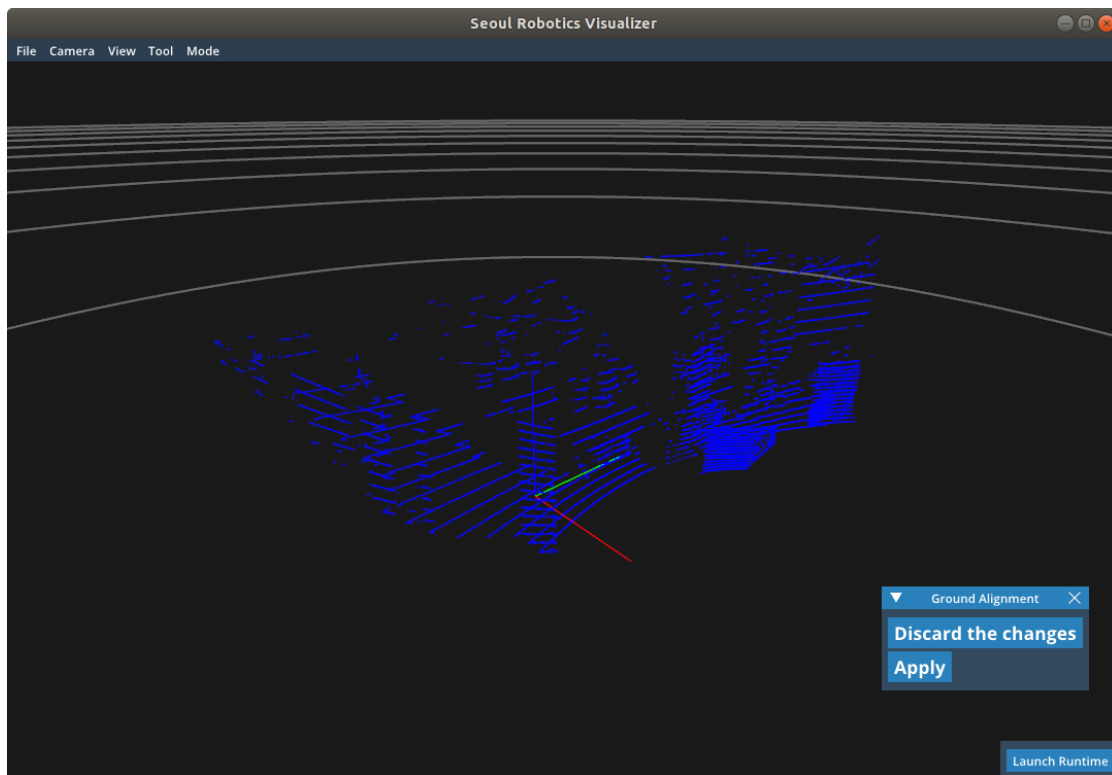 Seoul Robotics Visualizer
File Camera View Tool Mode
Ground Alignment
Discard the changes
Apply
Launch Runtime